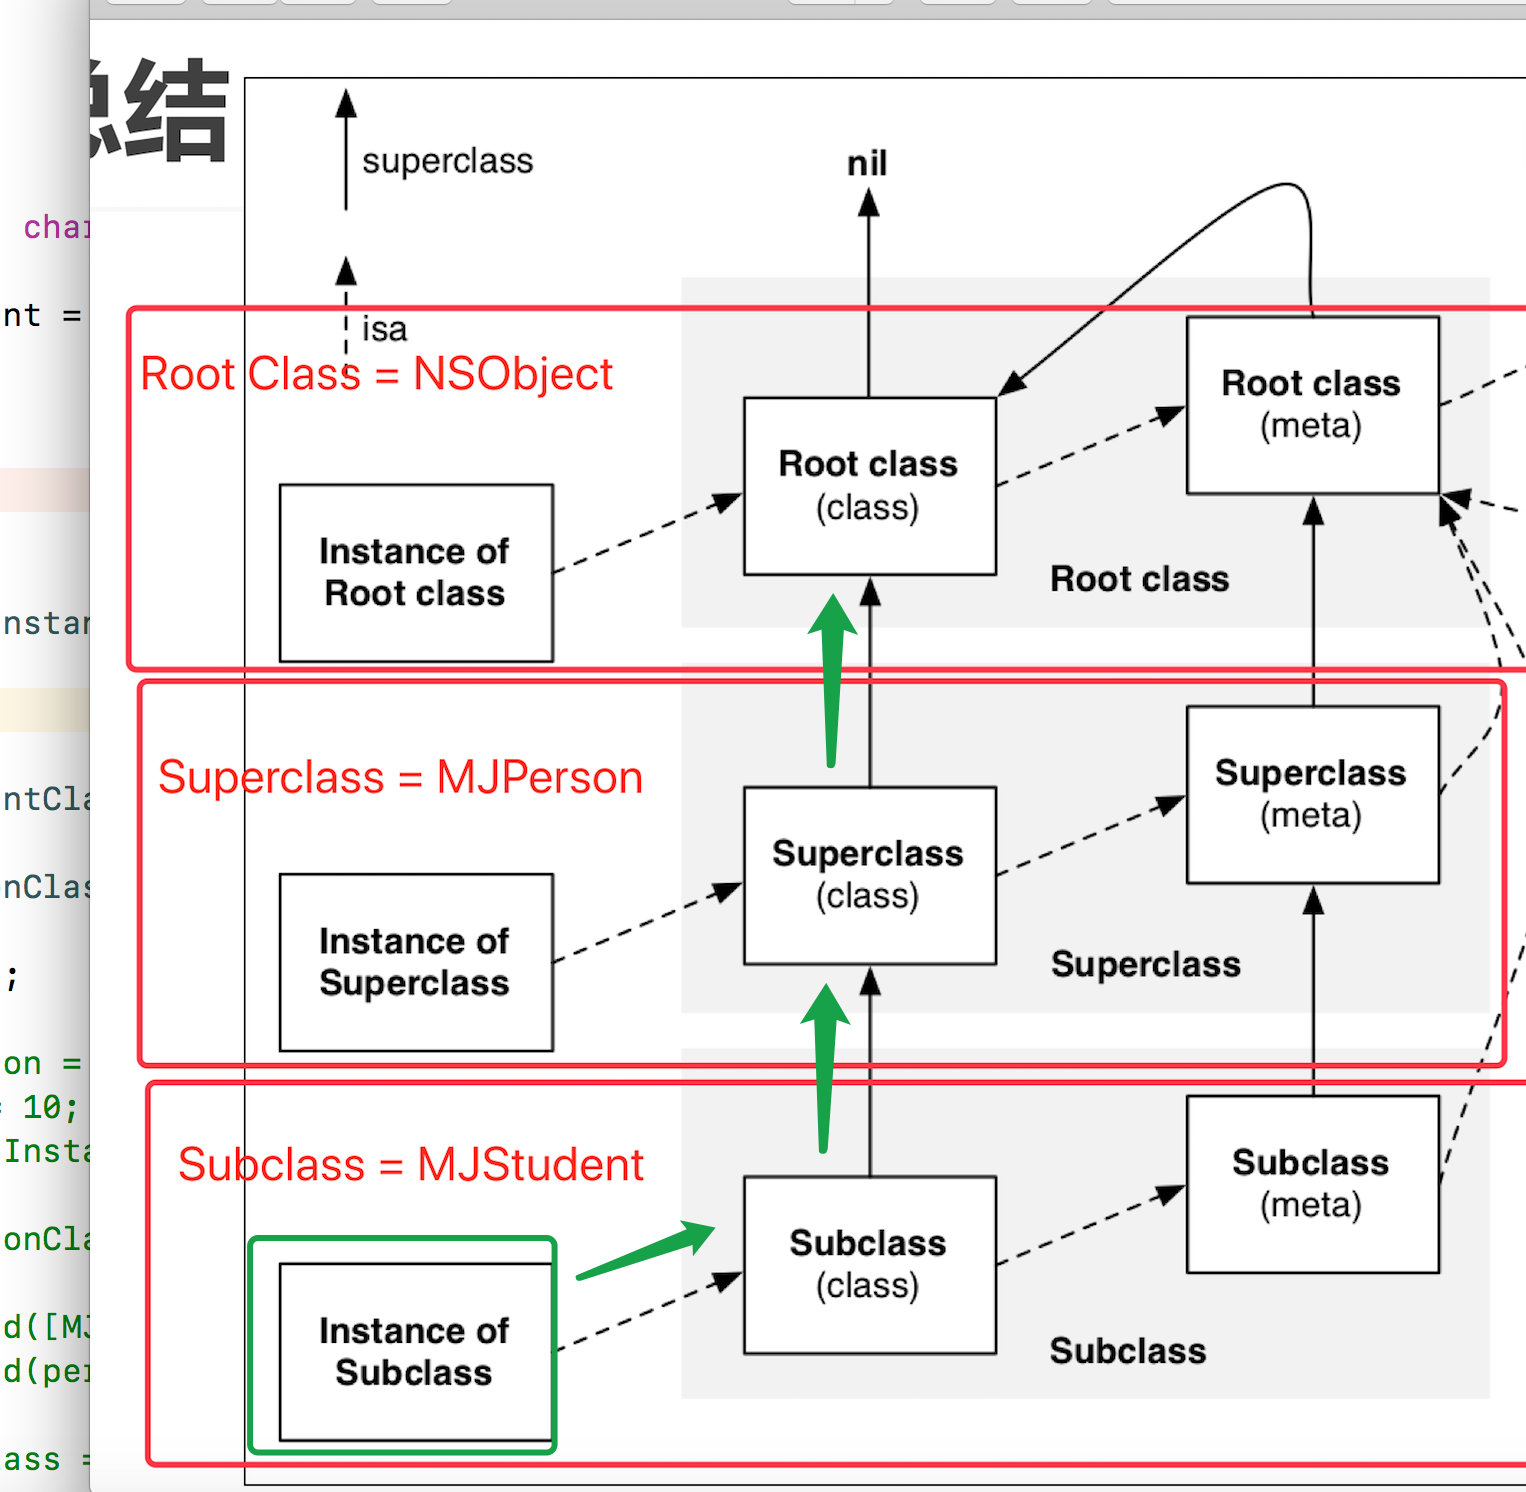 总结
superclass
nil
isa
Root Class = NSObject
Root class
(meta)
Root class
(class)
Instance of
Root class
Root class
Superclass = MJPerson
Superclass
(meta)
Superclass
(class)
Instance of
Superclass
Superclass
Subclass = MJStudent
Subclass
(meta)
Subclass
(class)
Instance of
Subclass
Subclass
char
nt =
nstan
ntCla
onClas
;
on =
= 10;
Insta
onCla
d([MJ
d(per
ass =